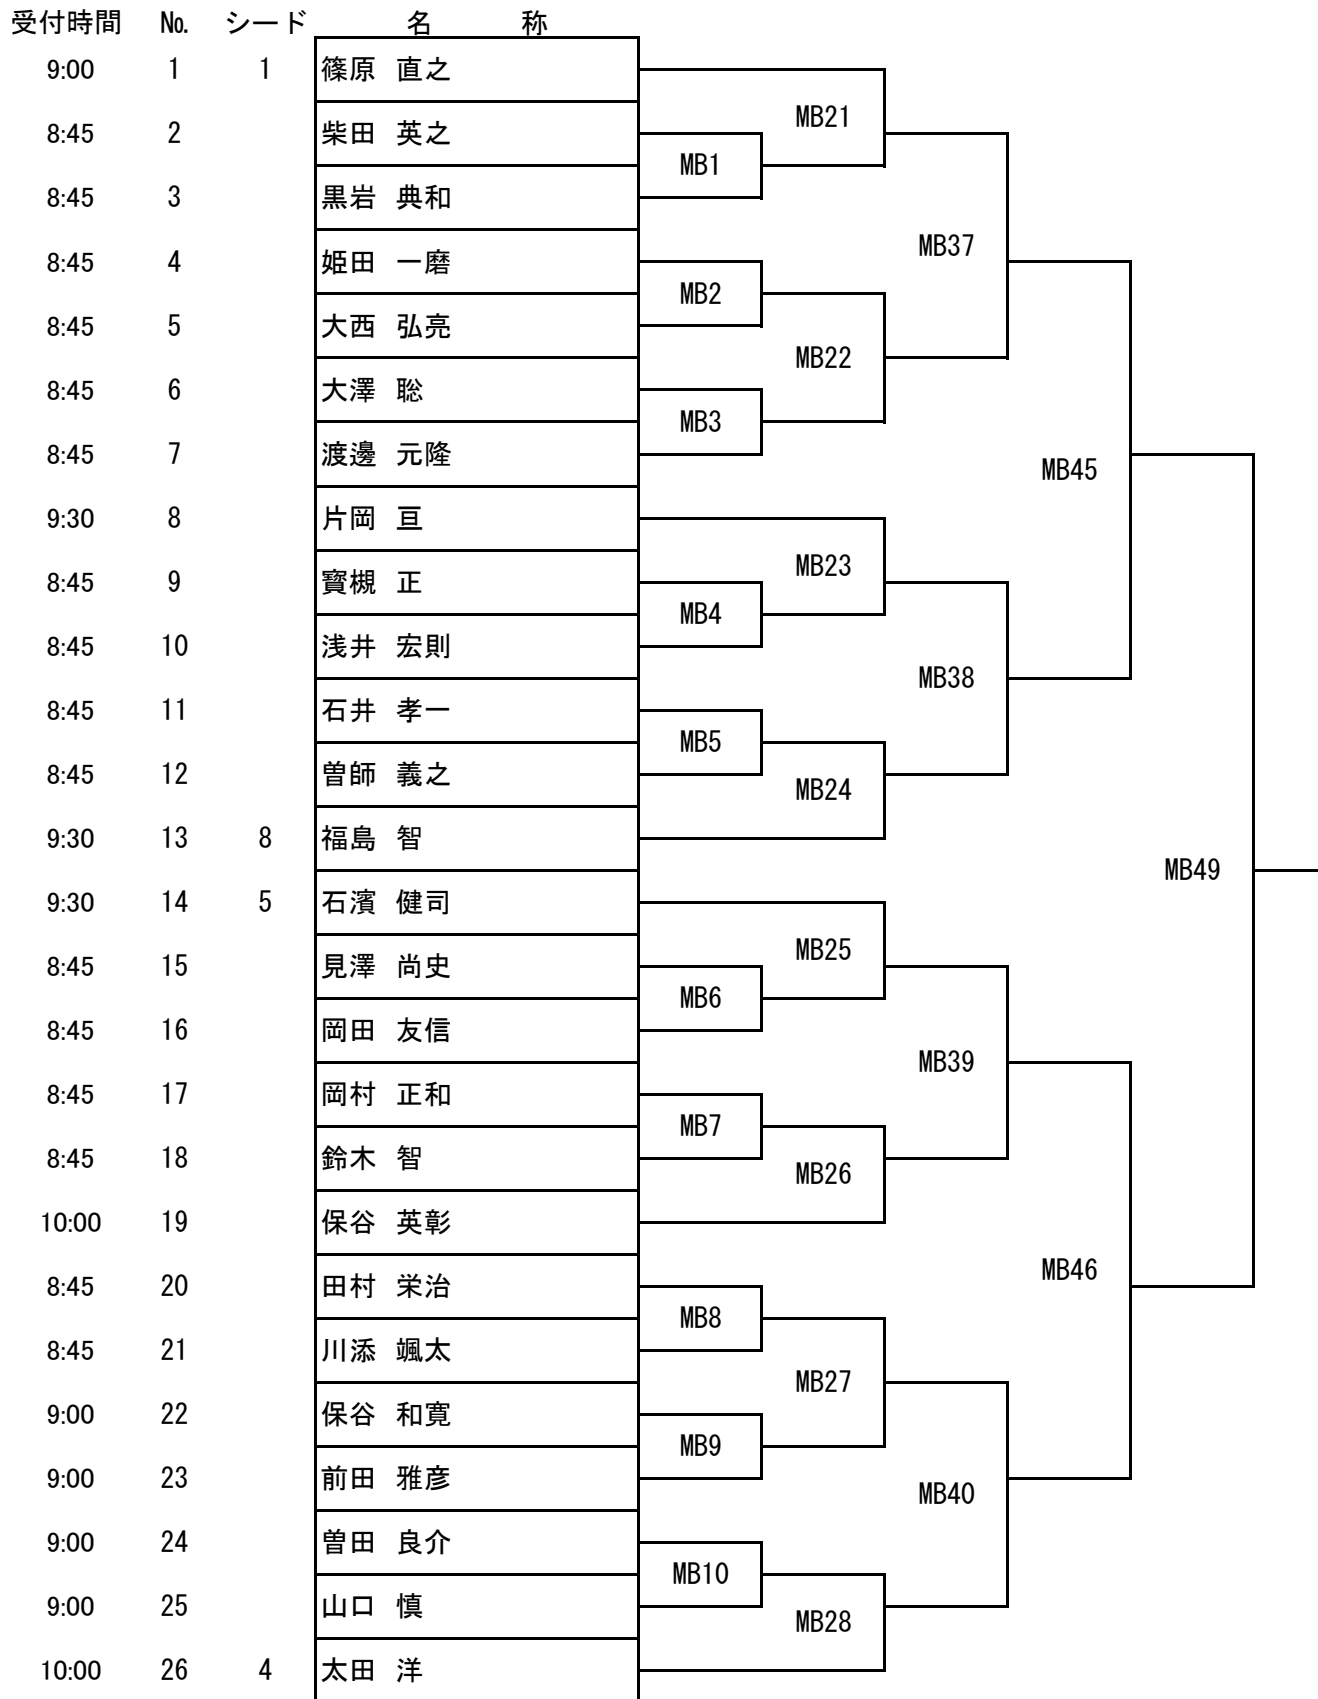 受付時間 No. シード 名 称
9:00 1 1 篠原 直之
MB21
8:45 2 柴田 英之
MB1
8:45 3 黒岩 典和
MB37
8:45 4 姫田 一磨
MB2
8:45 5 大西 弘亮
MB22
8:45 6 大澤 聡
MB3
8:45 7 渡邊 元隆
MB45
9:30 8 片岡 亘
MB23
8:45 9 寳槻 正
MB4
8:45 10 浅井 宏則
MB38
8:45 11 石井 孝一
MB5
8:45 12 曽師 義之
MB24
9:30 13 8 福島 智
MB49
9:30 14 5 石濱 健司
MB25
8:45 15 見澤 尚史
MB6
8:45 16 岡田 友信
MB39
8:45 17 岡村 正和
MB7
8:45 18 鈴木 智
MB26
10:00 19 保谷 英彰
MB46
8:45 20 田村 栄治
MB8
8:45 21 川添 颯太
MB27
9:00 22 保谷 和寛
MB9
9:00 23 前田 雅彦
MB40
9:00 24 曽田 良介
MB10
9:00 25 山口 慎
MB28
10:00 26 4 太田 洋